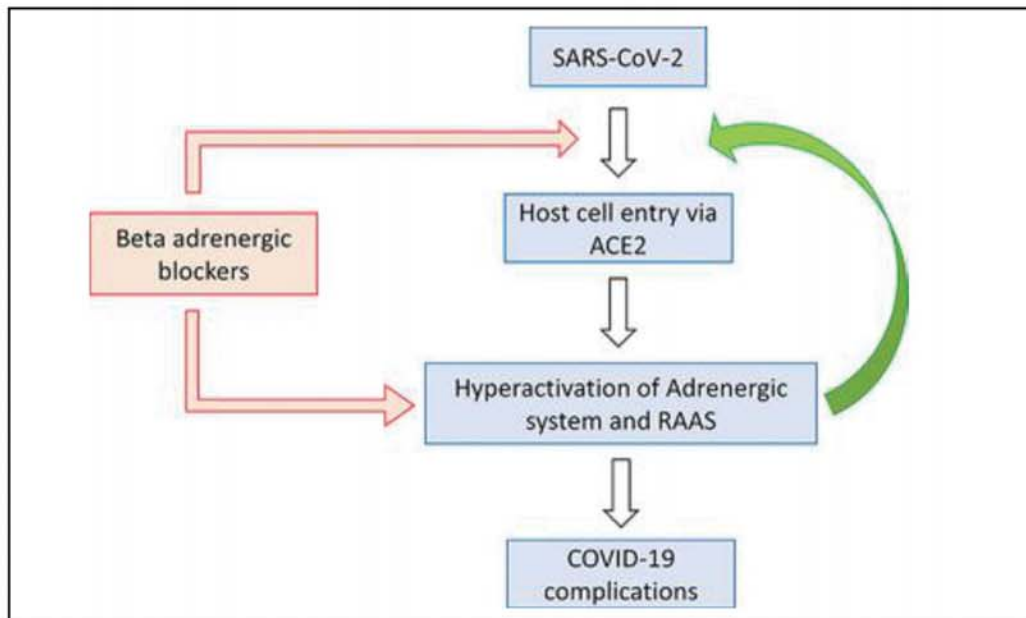 SARS-CoV-2
Host cell entry via
ACE2
Beta adrenergic
blockers
Hyperactivation of Adrenergic
system and RAAS
COVID-19
complications